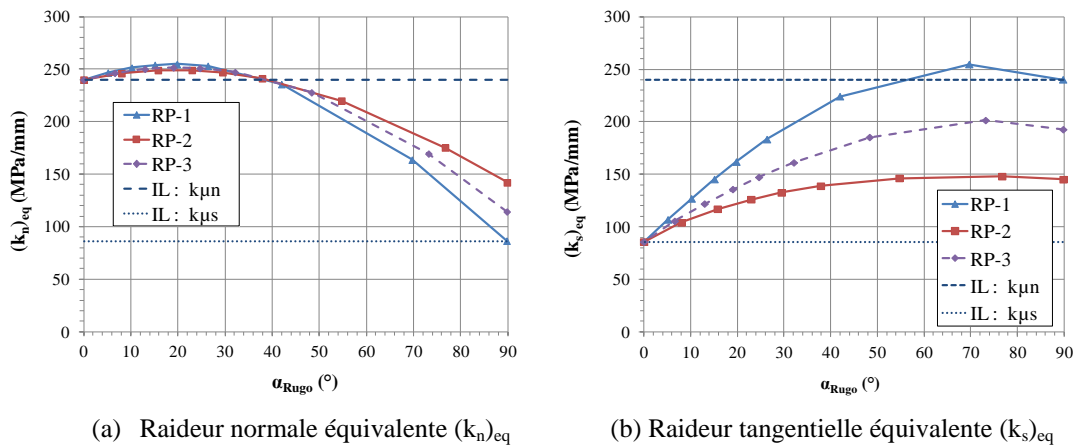 300
250
200
150
100
50
0
(kn)eq (MPa/mm)
RP-1
RP-2
RP-3
IL : kμn
IL : kμs
0 10 20 30 40 50 60 70 80 90
αRugo (°)
(a) Raideur normale équivalente (kn)eq
300
250
200
150
100
50
0
(ks)eq (MPa/mm)
RP-1
RP-2
RP-3
IL : kμn
IL : kμs
0 10 20 30 40 50 60 70 80 90
αRugo (°)
(b) Raideur tangentielle équivalente (ks)eq